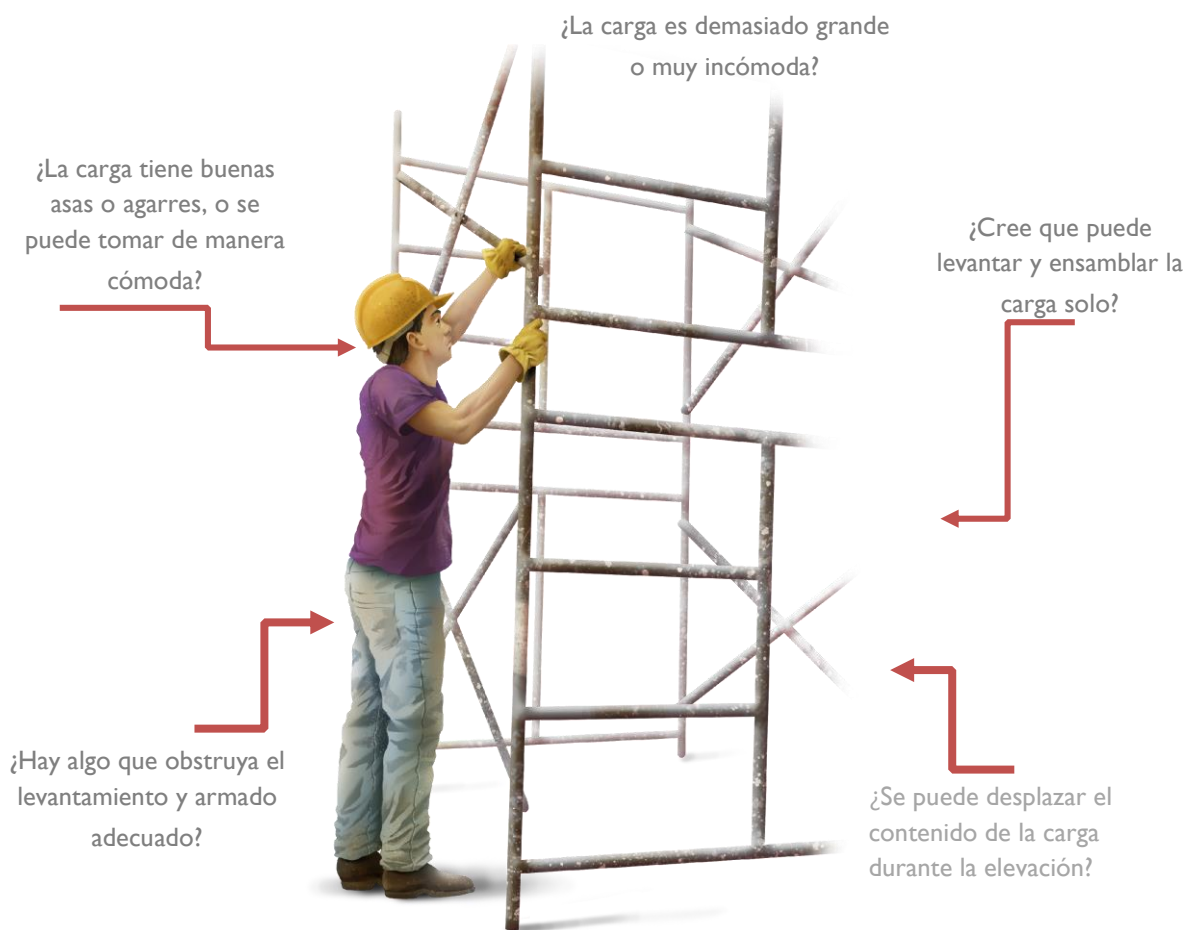 ¿La carga es demasiado grande
o muy incómoda?
¿La carga tiene buenas
asas o agarres, o se
puede tomar de manera
cómoda?
¿Cree que puede
levantar y ensamblar la
carga solo?
¿Hay algo que obstruya el
levantamiento y armado
adecuado?
¿Se puede desplazar el
contenido de la carga
durante la elevación?